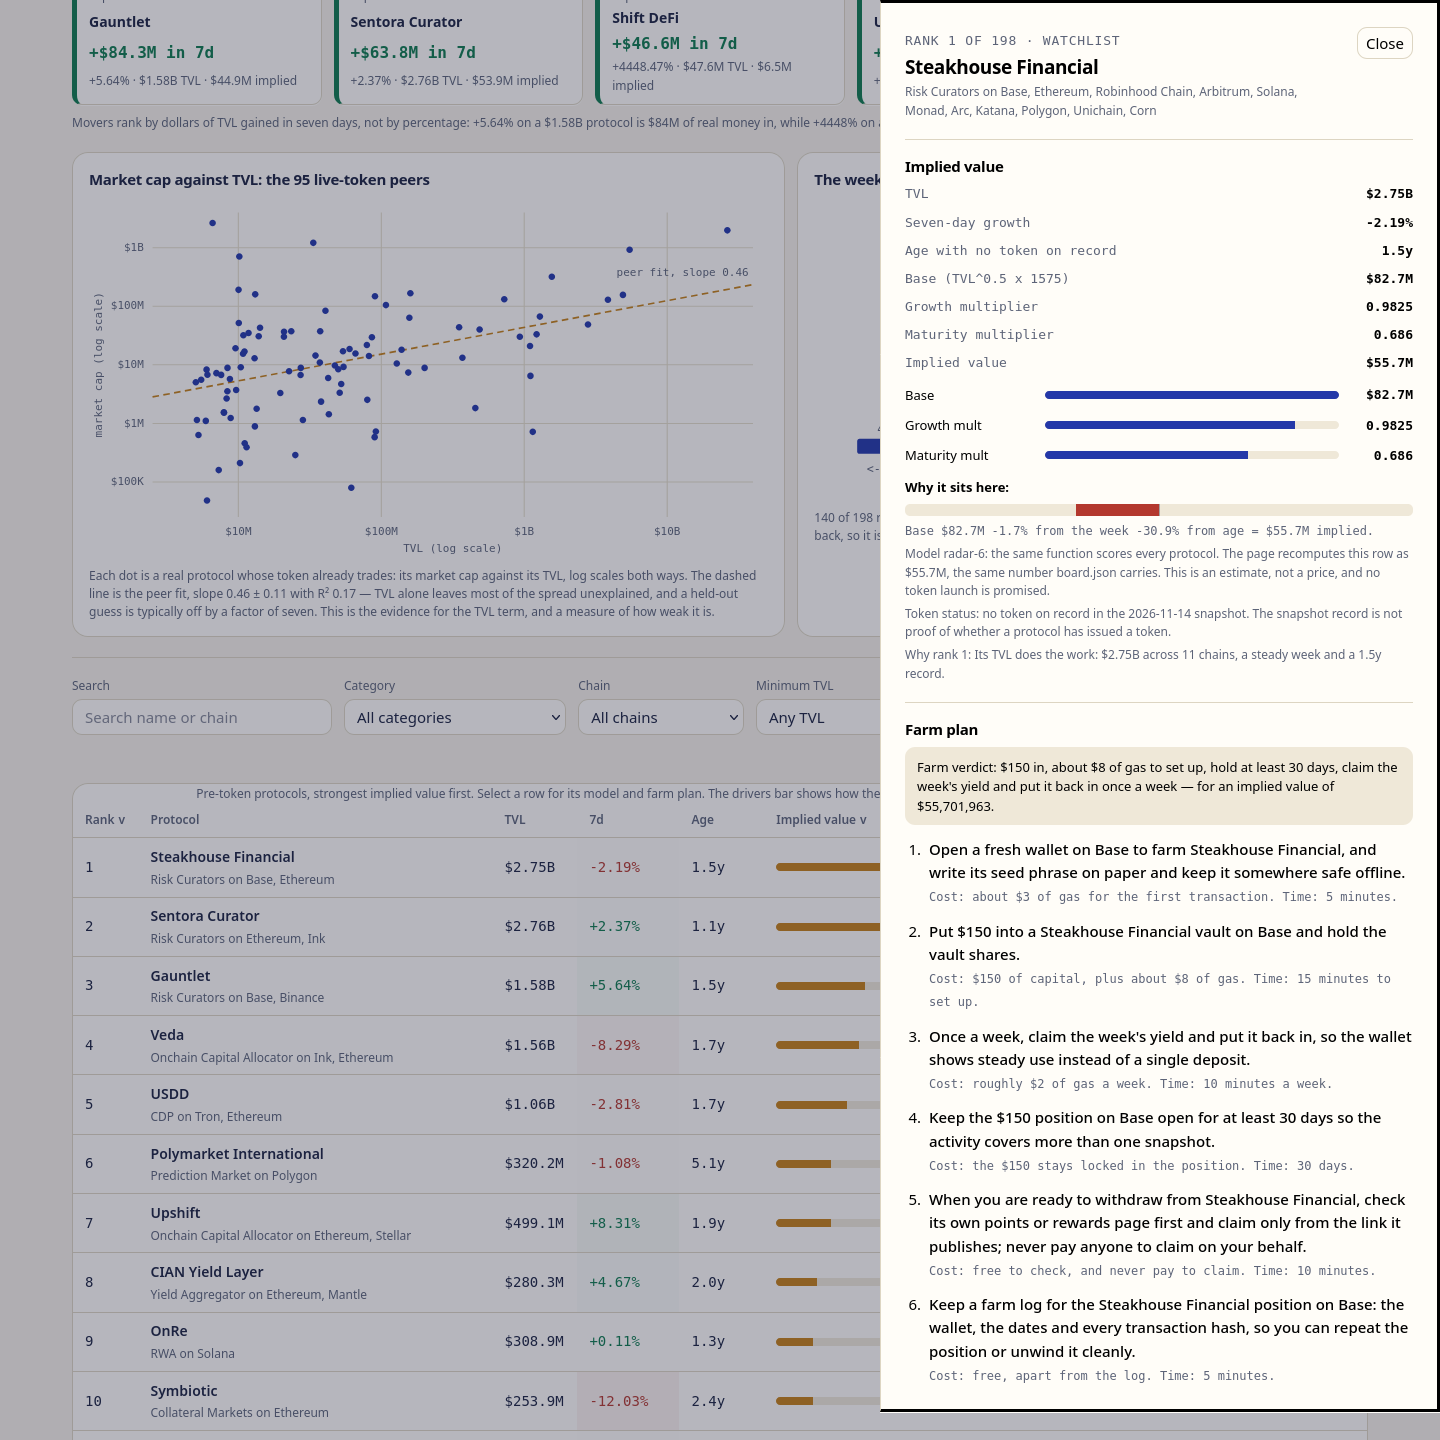 Gauntlet
+$84.3M in 7d
+5.64% · $1.58B TVL · $44.9M implied
Sentora Curator
+$63.8M in 7d
+2.37% · $2.76B TVL · $53.9M implied
Shift DeFi
+$46.6M in 7d
+4448.47% · $47.6M TVL · $6.5M
implied
Movers rank by dollars of TVL gained in seven days, not by percentage: +5.64% on a $1.58B protocol is $84M of real money in, while +4448% on
Market cap against TVL: the 95 live-token peers
market cap (log scale)
$1B
$100M
$10M
$1M
$100K
peer fit, slope 0.46
$10M
$100M
$1B
$10B
TVL (log scale)
Each dot is a real protocol whose token already trades: its market cap against its TVL, log scales both ways. The dashed
line is the peer fit, slope 0.46 ± 0.11 with R² 0.17 — TVL alone leaves most of the spread unexplained, and a held-out
guess is typically off by a factor of seven. This is the evidence for the TVL term, and a measure of how weak it is.
The week
<-
140 of 198
back, so it is
Search
Category
Chain
Minimum TVL
Search name or chain
All categories
All chains
Any TVL
Pre-token protocols, strongest implied value first. Select a row for its model and farm plan. The drivers bar shows how the
Rank v
Protocol
TVL
7d
Age
Implied value v
1
Steakhouse Financial
Risk Curators on Base, Ethereum
$2.75B
-2.19%
1.5y
2
Sentora Curator
Risk Curators on Ethereum, Ink
$2.76B
+2.37%
1.1y
3
Gauntlet
Risk Curators on Base, Binance
$1.58B
+5.64%
1.5y
4
Veda
Onchain Capital Allocator on Ink, Ethereum
$1.56B
-8.29%
1.7y
5
USDD
CDP on Tron, Ethereum
$1.06B
-2.81%
1.7y
6
Polymarket International
Prediction Market on Polygon
$320.2M
-1.08%
5.1y
7
Upshift
Onchain Capital Allocator on Ethereum, Stellar
$499.1M
+8.31%
1.9y
8
CIAN Yield Layer
Yield Aggregator on Ethereum, Mantle
$280.3M
+4.67%
2.0y
9
OnRe
RWA on Solana
$308.9M
+0.11%
1.3y
10
Symbiotic
Collateral Markets on Ethereum
$253.9M
-12.03%
2.4y
RANK 1 OF 198 · WATCHLIST
Close
Steakhouse Financial
Risk Curators on Base, Ethereum, Robinhood Chain, Arbitrum, Solana,
Monad, Arc, Katana, Polygon, Unichain, Corn
Implied value
TVL $2.75B
Seven-day growth -2.19%
Age with no token on record 1.5y
Base (TVL^0.5 x 1575) $82.7M
Growth multiplier 0.9825
Maturity multiplier 0.686
Implied value $55.7M
Base $82.7M
Growth mult 0.9825
Maturity mult 0.686
Why it sits here:
Base $82.7M -1.7% from the week -30.9% from age = $55.7M implied.
Model radar-6: the same function scores every protocol. The page recomputes this row as
$55.7M, the same number board.json carries. This is an estimate, not a price, and no
token launch is promised.
Token status: no token on record in the 2026-11-14 snapshot. The snapshot record is not
proof of whether a protocol has issued a token.
Why rank 1: Its TVL does the work: $2.75B across 11 chains, a steady week and a 1.5y
record.
Farm plan
Farm verdict: $150 in, about $8 of gas to set up, hold at least 30 days, claim the
week's yield and put it back in once a week — for an implied value of
$55,701,963.
1. Open a fresh wallet on Base to farm Steakhouse Financial, and
write its seed phrase on paper and keep it somewhere safe offline.
Cost: about $3 of gas for the first transaction. Time: 5 minutes.
2. Put $150 into a Steakhouse Financial vault on Base and hold the
vault shares.
Cost: $150 of capital, plus about $8 of gas. Time: 15 minutes to
set up.
3. Once a week, claim the week's yield and put it back in, so the wallet
shows steady use instead of a single deposit.
Cost: roughly $2 of gas a week. Time: 10 minutes a week.
4. Keep the $150 position on Base open for at least 30 days so the
activity covers more than one snapshot.
Cost: the $150 stays locked in the position. Time: 30 days.
5. When you are ready to withdraw from Steakhouse Financial, check
its own points or rewards page first and claim only from the link it
publishes; never pay anyone to claim on your behalf.
Cost: free to check, and never pay to claim. Time: 10 minutes.
6. Keep a farm log for the Steakhouse Financial position on Base: the
wallet, the dates and every transaction hash, so you can repeat the
position or unwind it cleanly.
Cost: free, apart from the log. Time: 5 minutes.